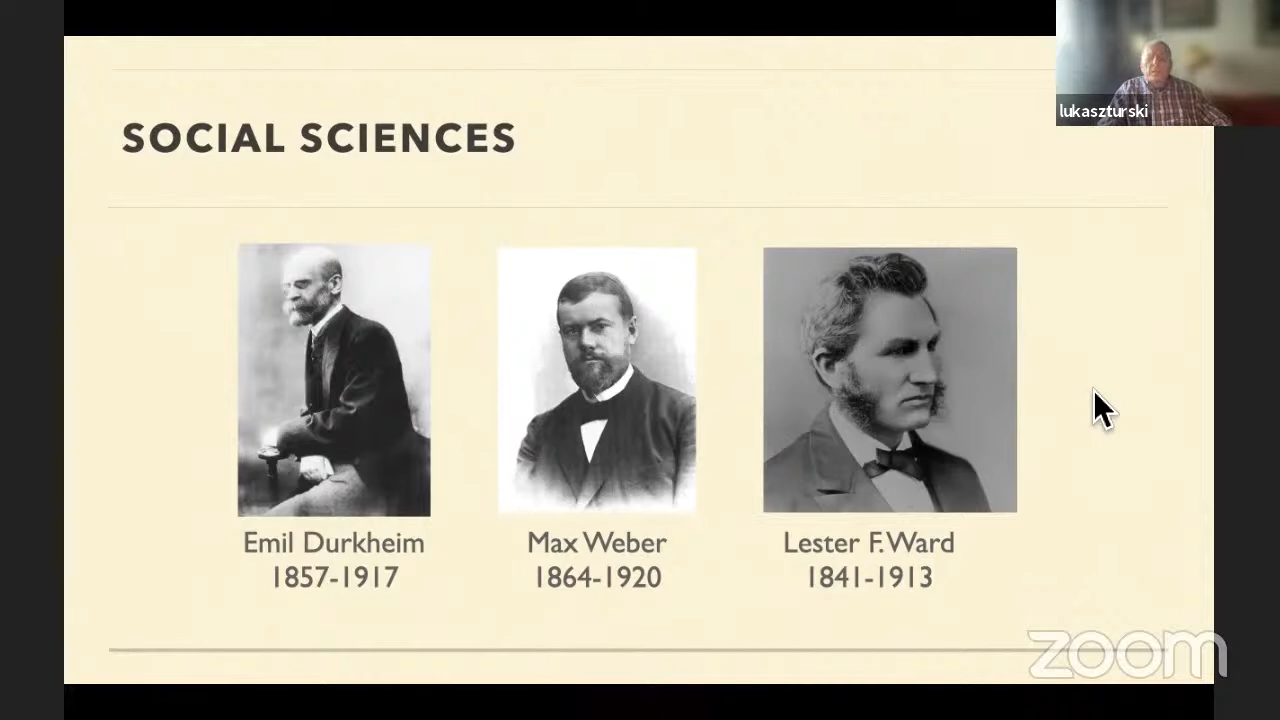 lukaszturski
SOCIAL SCIENCES
Emil Durkheim
1857-1917
Max Weber
1864-1920
Lester F. Ward
1841-1913
zoom